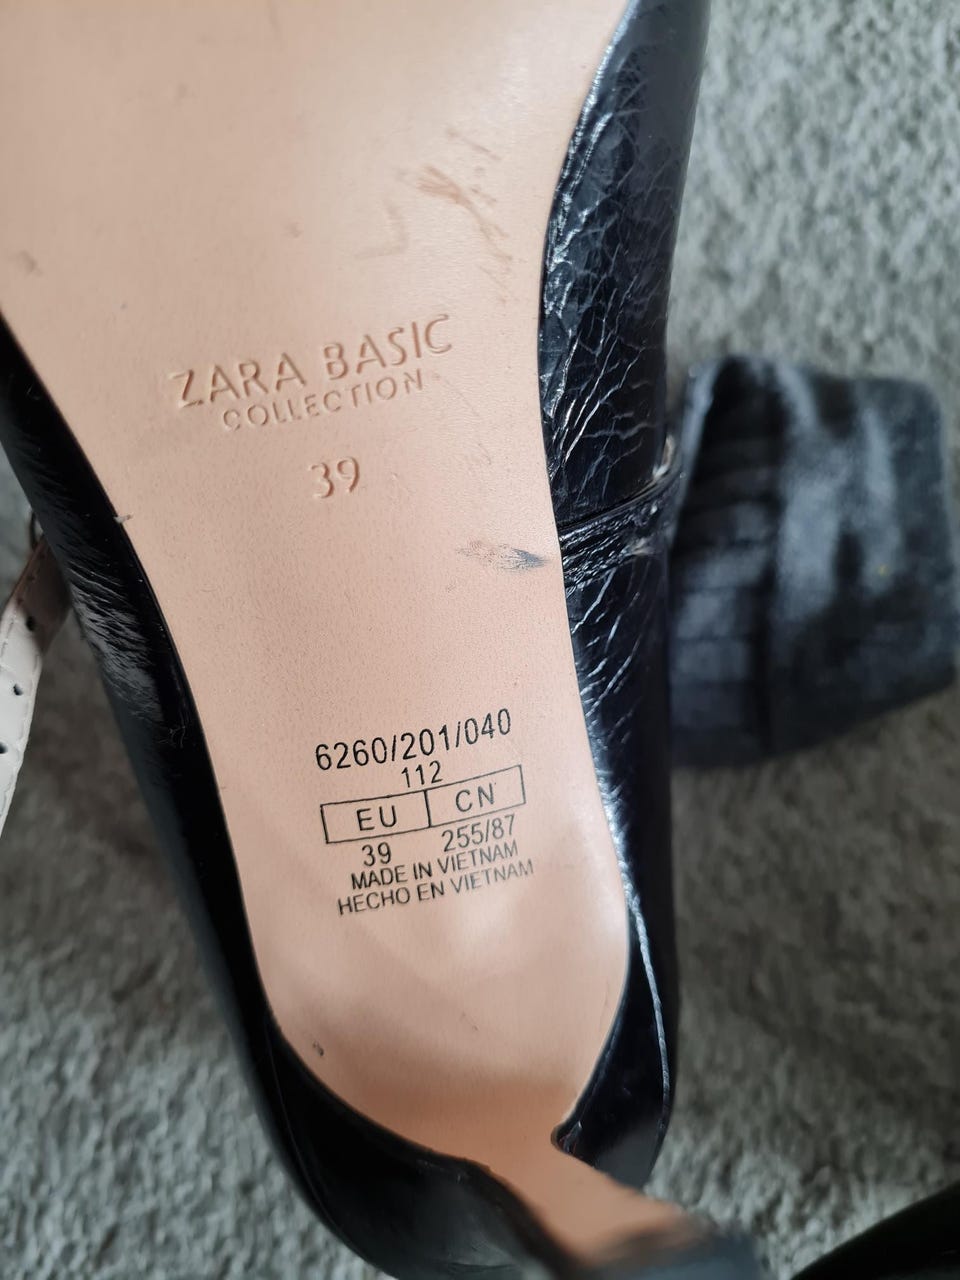 ZARA BASIC
COLLECTION
39
6260/201/040
112
EU CN
39 255/87
MADE IN VIETNAM
HECHO EN VIETNAM